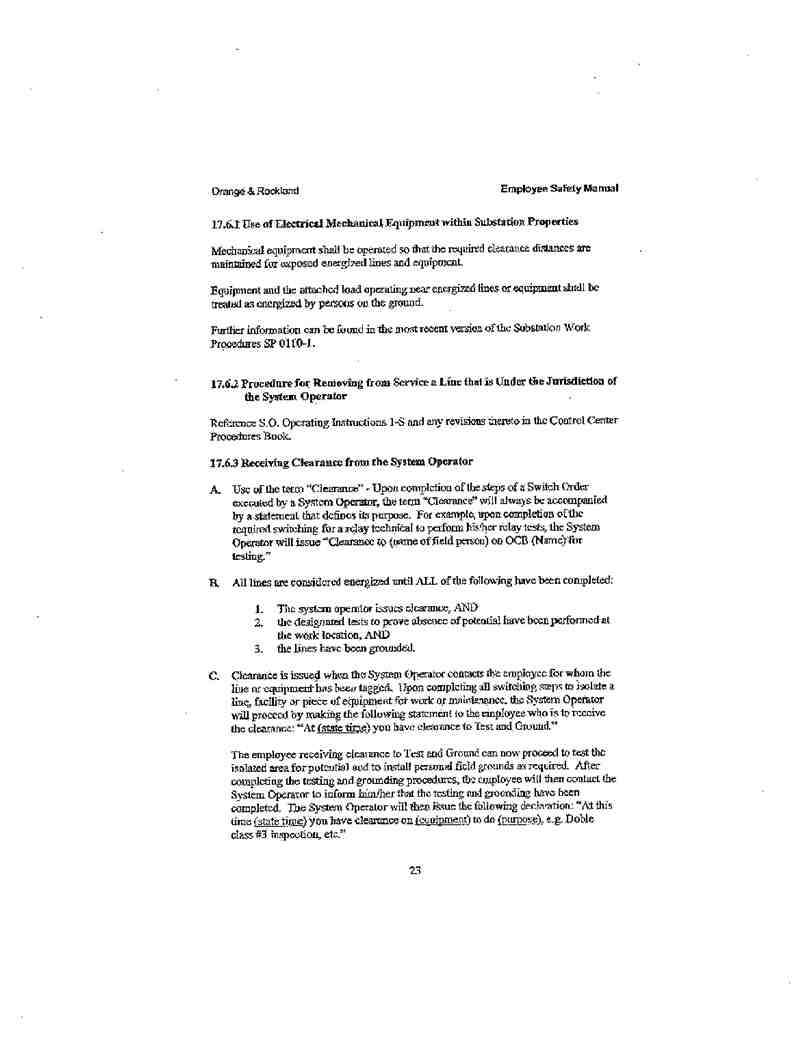 Orange & Rockland
Employee Safety Manual
17.6.1 Use of Electrical Mechanical Equipment within Substation Properties
Mechanical equipment shall be operated so that the required clearance distances are
maintained for exposed energized lines and equipment.
Equipment and the attached load operating near energized lines or equipment shall be
treated as energized by persons on the ground.
Further information can be found in the most recent version of the Substation Work
Procedures SP 0110-1.
17.6.2 Procedure for Removing from Service a Line that is Under the Jurisdiction of
the System Operator
Reference S.O. Operating Instructions 1-S and any revisions thereto in the Control Center
Procedures Book.
17.6.3 Receiving Clearance from the System Operator
A. Use of the term "Clearance" - Upon completion of the steps of a Switch Order
executed by a System Operator, the term "Clearance" will always be accompanied
by a statement that defines its purpose. For example, upon completion of the
required switching for a relay technical to perform his/her relay tests, the System
Operator will issue "Clearance to (name of field person) on OCB (Name) for
testing."
B. All lines are considered energized until ALL of the following have been completed:
1. The system operator issues clearance, AND
2. the designated tests to prove absence of potential have been performed at
the work location, AND
3. the lines have been grounded.
C. Clearance is issued when the System Operator contacts the employee for whom the
line or equipment has been tagged. Upon completing all switching steps to isolate a
line, facility or piece of equipment for work or maintenance, the System Operator
will proceed by making the following statement to the employee who is to receive
the clearance: "At (state time) you have clearance to Test and Ground."
The employee receiving clearance to Test and Ground can now proceed to test the
isolated area for potential and to install personal field grounds as required. After
completing the testing and grounding procedures, the employee will then contact the
System Operator to inform him/her that the testing and grounding have been
completed. The System Operator will then issue the following declaration: "At this
time (state time) you have clearance on (equipment) to do (purpose), e.g. Doble
class #3 inspection, etc."
23